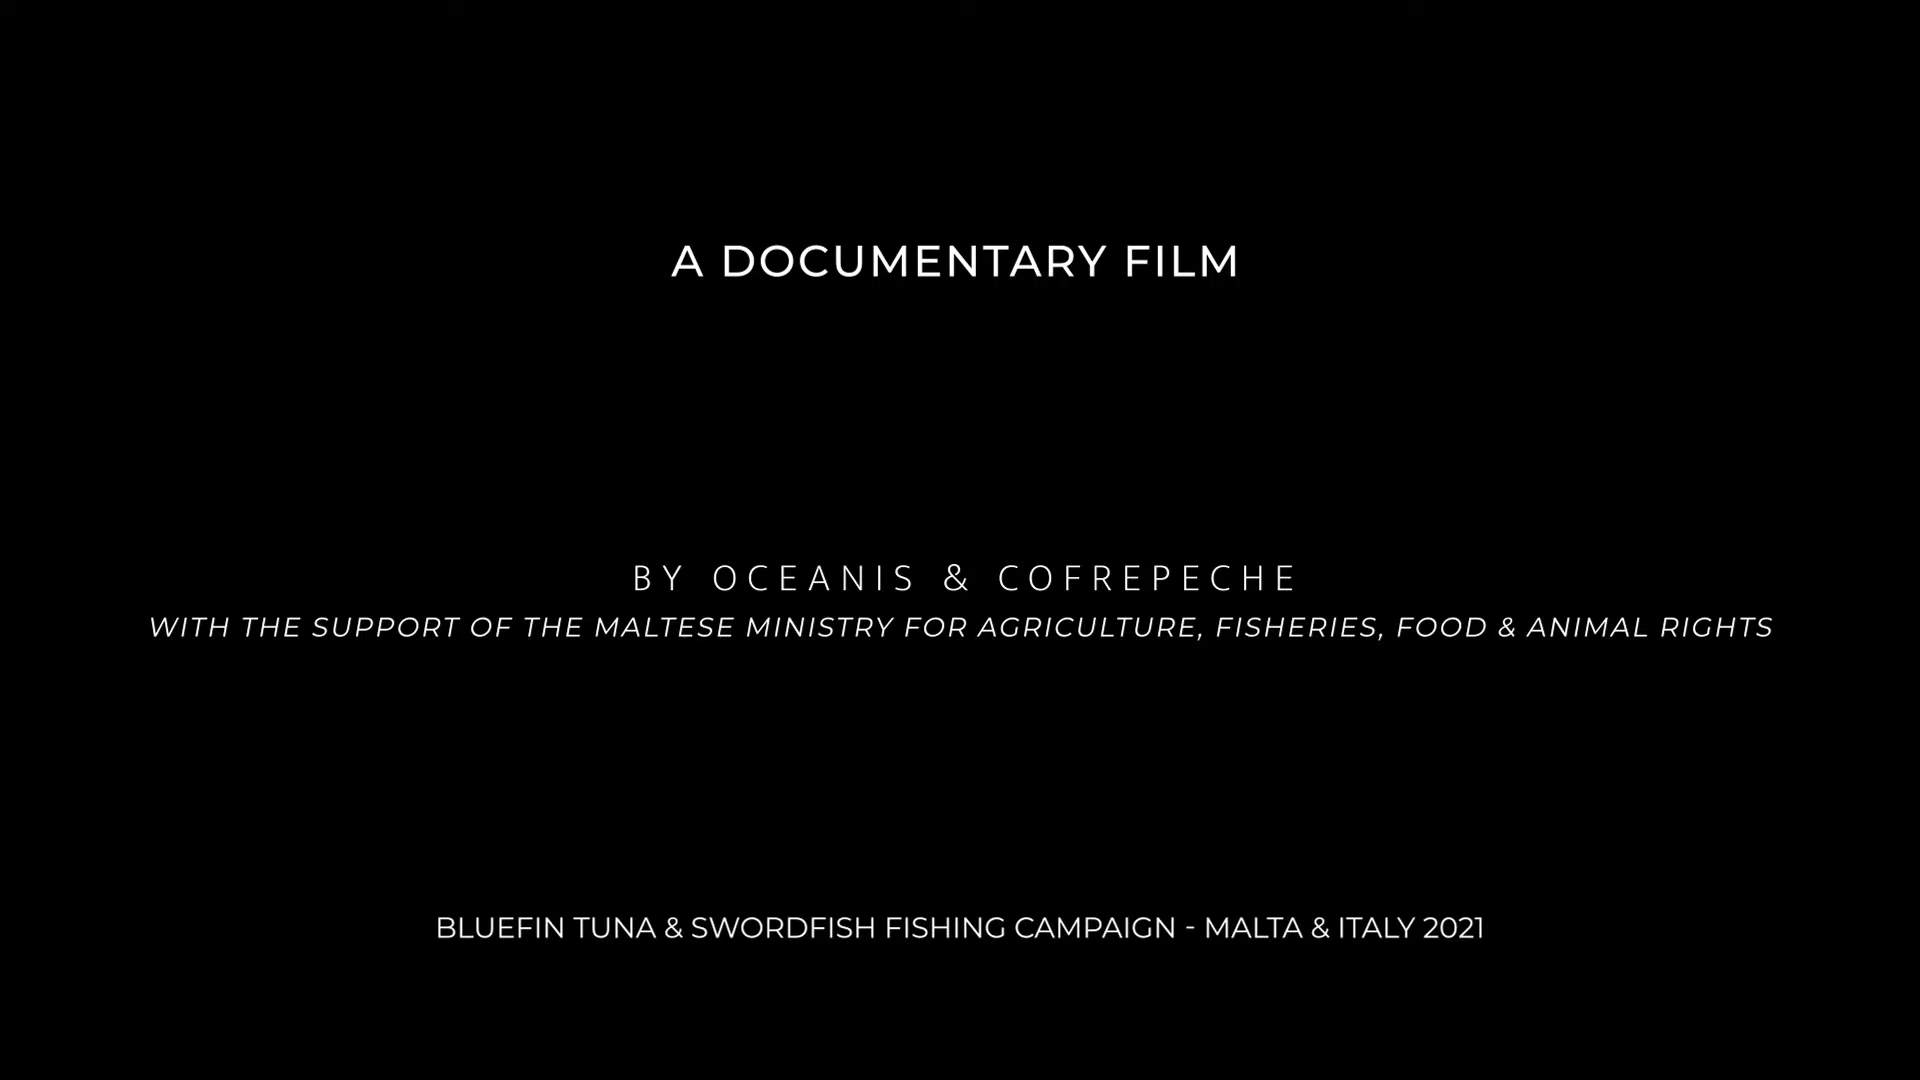 A DOCUMENTARY FILM
BY OCEANIS & COFREPECHE
WITH THE SUPPORT OF THE MALTESE MINISTRY FOR AGRICULTURE, FISHERIES, FOOD & ANIMAL RIGHTS
BLUEFIN TUNA & SWORDFISH FISHING CAMPAIGN - MALTA & ITALY 2021